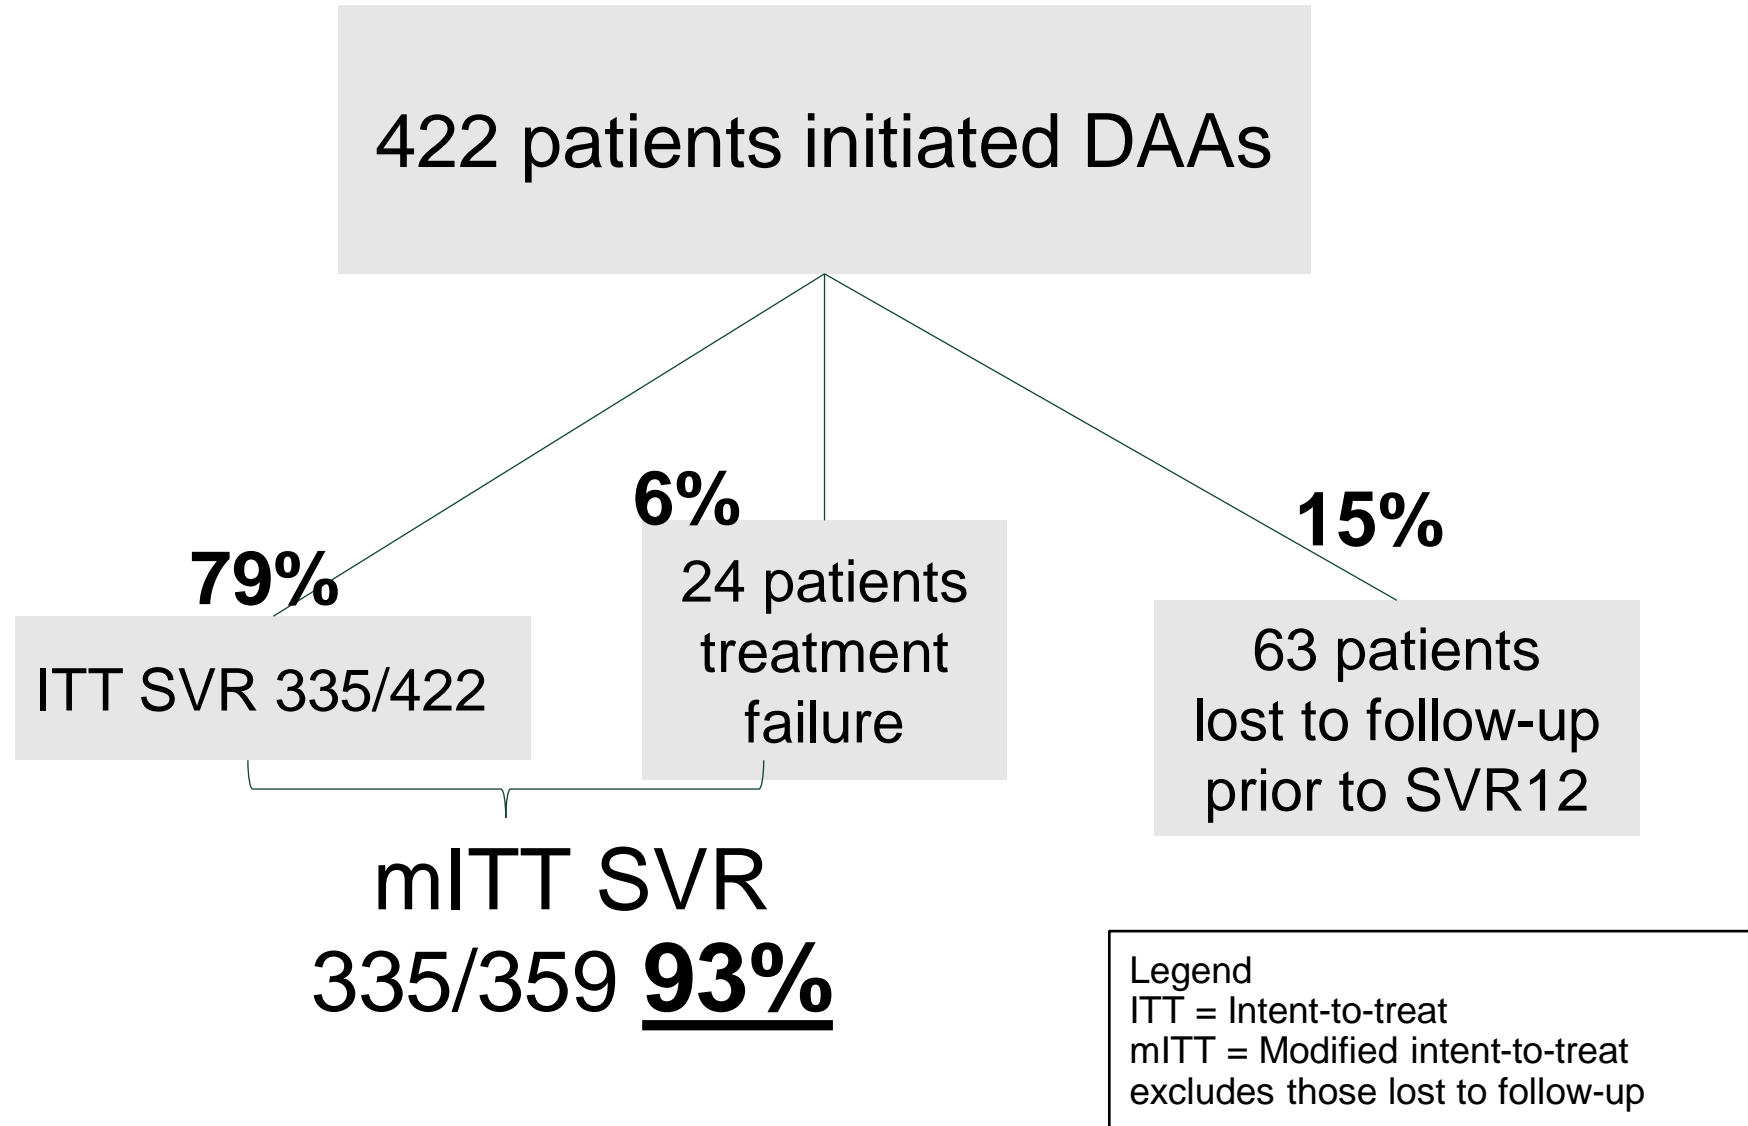 422 patients initiated DAAs
79%
ITT SVR 335/422
6%
24 patients
treatment
failure
15%
63 patients
lost to follow-up
prior to SVR12
mITT SVR
335/359 93%
Legend
ITT = Intent-to-treat
mITT = Modified intent-to-treat
excludes those lost to follow-up